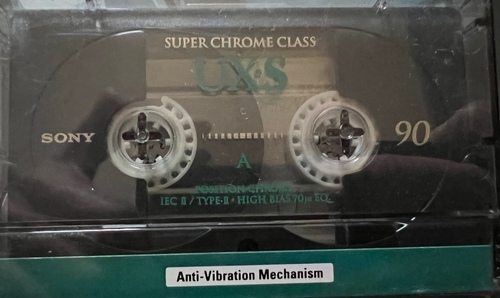 SUPER CHROME CLASS
UX·S
SONY
90
A
POSITION·CHROME
IEC II / TYPE·II · HIGH BIAS 70µs EQ.
Anti-Vibration Mechanism